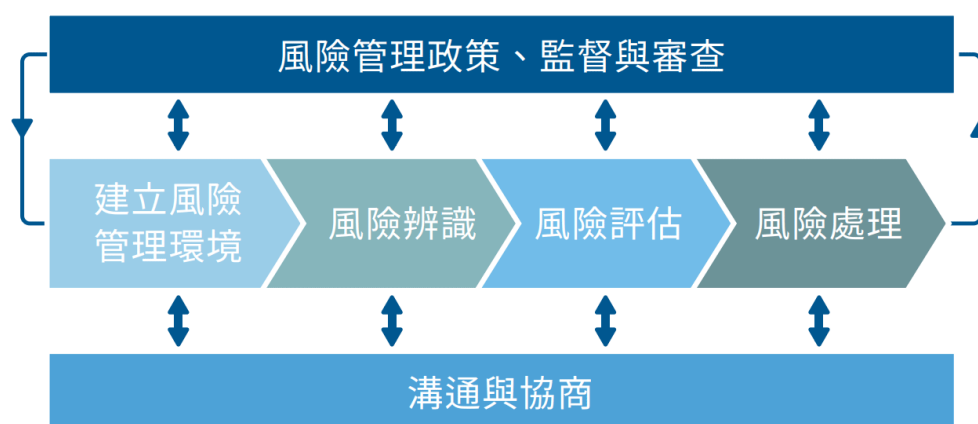 風險管理政策、監督與審查
建立風險
管理環境
風險辨識
風險評估
風險處理
溝通與協商